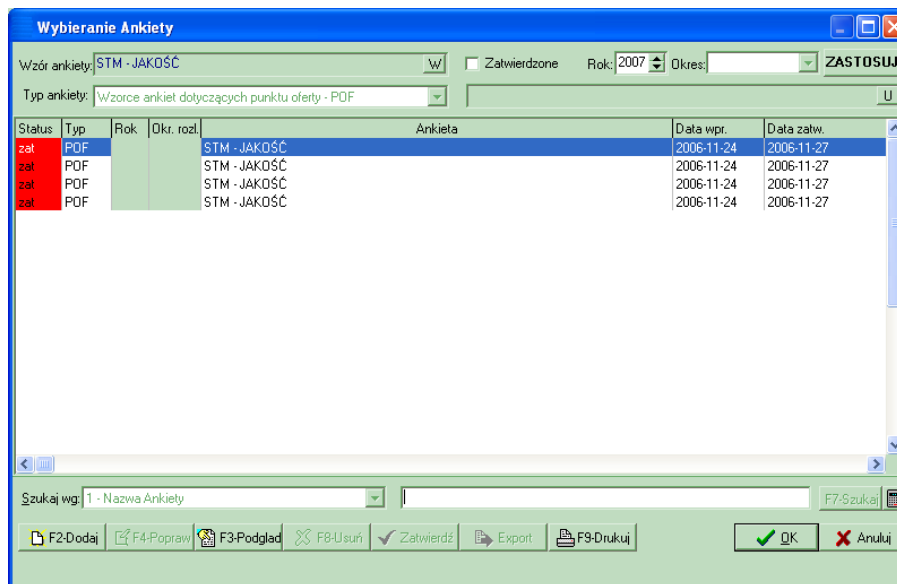 Wybieranie Ankiety
Wzór ankiety: STM - JAKOŚĆ W Zatwierdzone Rok: 2007 Okres: ZASTOSUJ
Typ ankiety: Wzorce ankiet dotyczących punktu oferty - POF U
Status Typ Rok Okr. rozl. Ankieta Data wpr. Data zatw.
zat POF STM - JAKOŚĆ 2006-11-24 2006-11-27
zat POF STM - JAKOŚĆ 2006-11-24 2006-11-27
zat POF STM - JAKOŚĆ 2006-11-24 2006-11-27
zat POF STM - JAKOŚĆ 2006-11-24 2006-11-27
Szukaj wg: 1 - Nazwa Ankiety F7-Szukaj
F2-Dodaj F4-Popraw F3-Podglad F8-Usuń Zatwierdź Export F9-Drukuj OK Anuluj